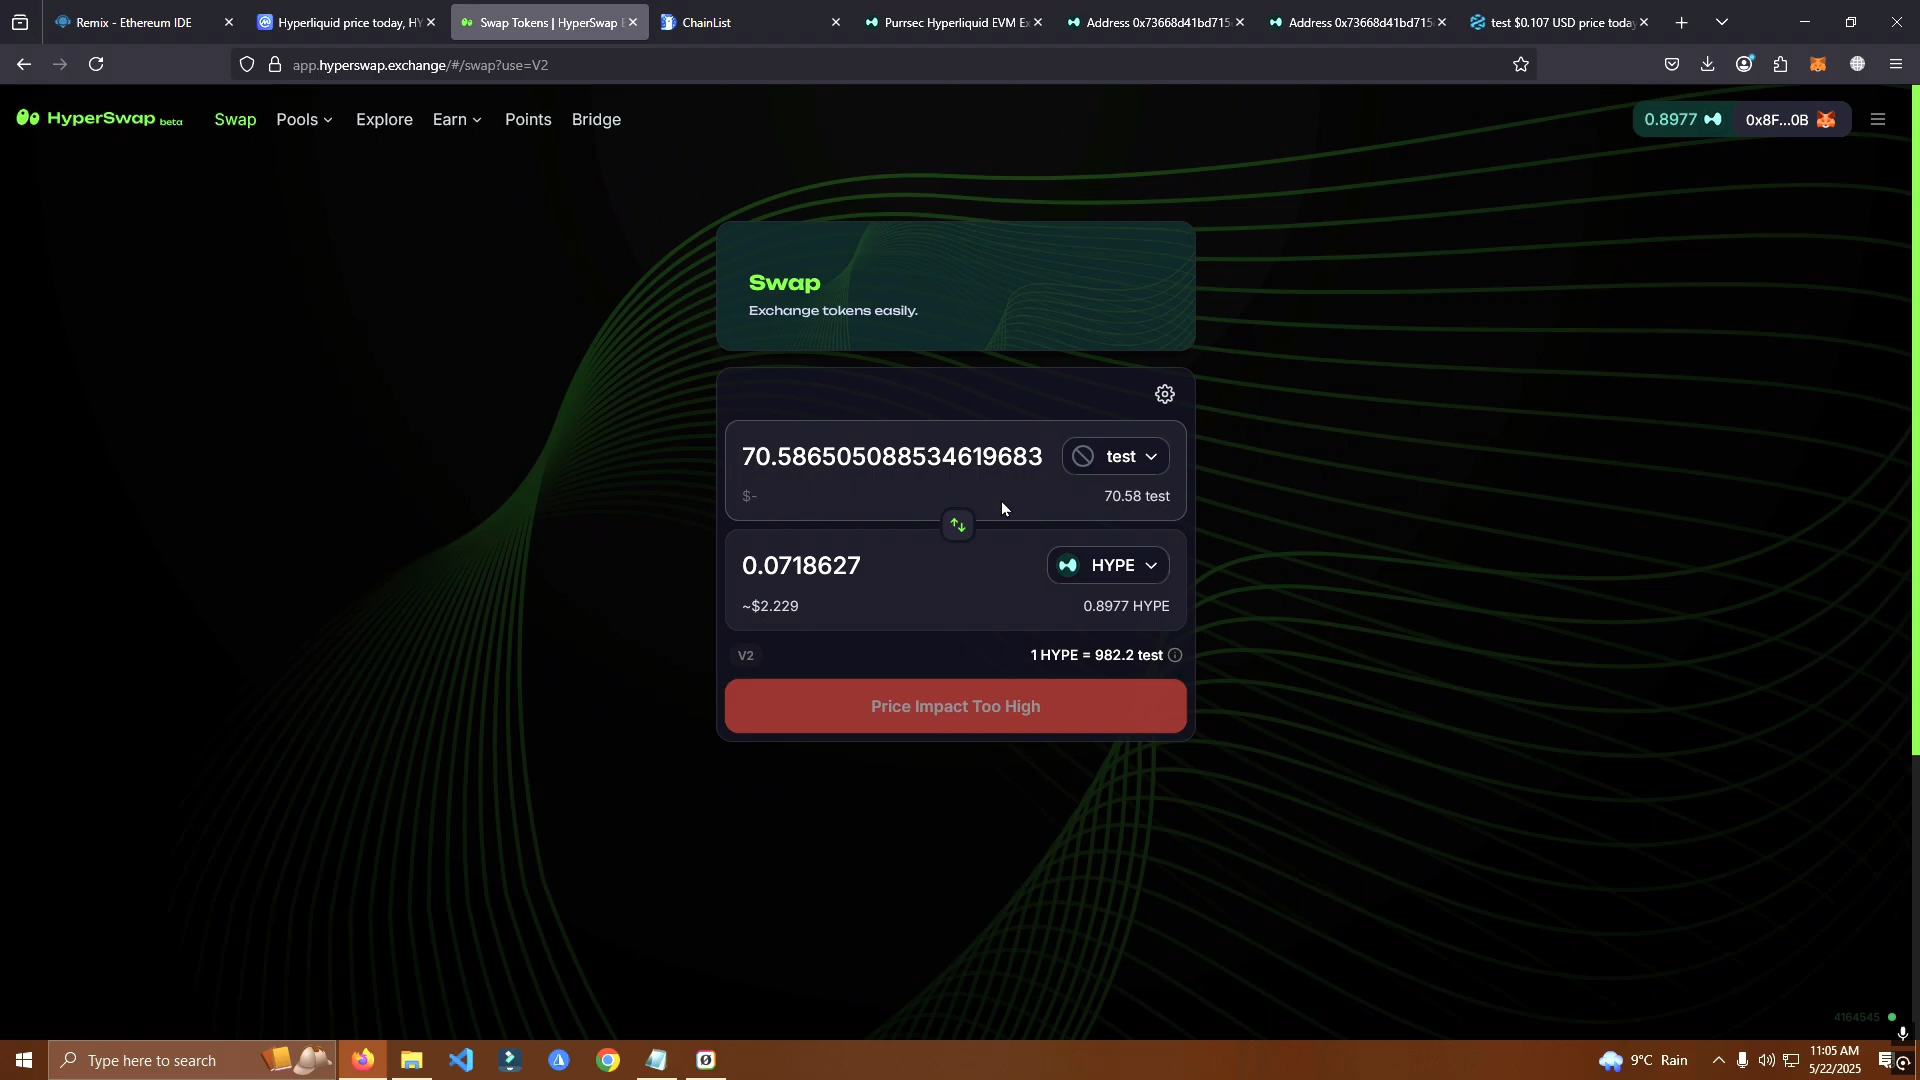 Remix - Ethereum IDE
Hyperliquid price today, HY
Swap Tokens | HyperSwap E
ChainList
Purrsec Hyperliquid EVM Ex
Address 0x73668d41bd715
Address 0x73668d41bd715
test $0.107 USD price today
app.hyperswap.exchange/#/swap?use=V2
HyperSwap beta
Swap
Pools
Explore
Earn
Points
Bridge
0.8977
0x8F...0B
Swap
Exchange tokens easily.
70.586505088534619683
test
$-
70.58 test
0.0718627
HYPE
~$2.229
0.8977 HYPE
V2
1 HYPE = 982.2 test
Price Impact Too High
4164545
Type here to search
9°C Rain
11:05 AM
5/22/2025